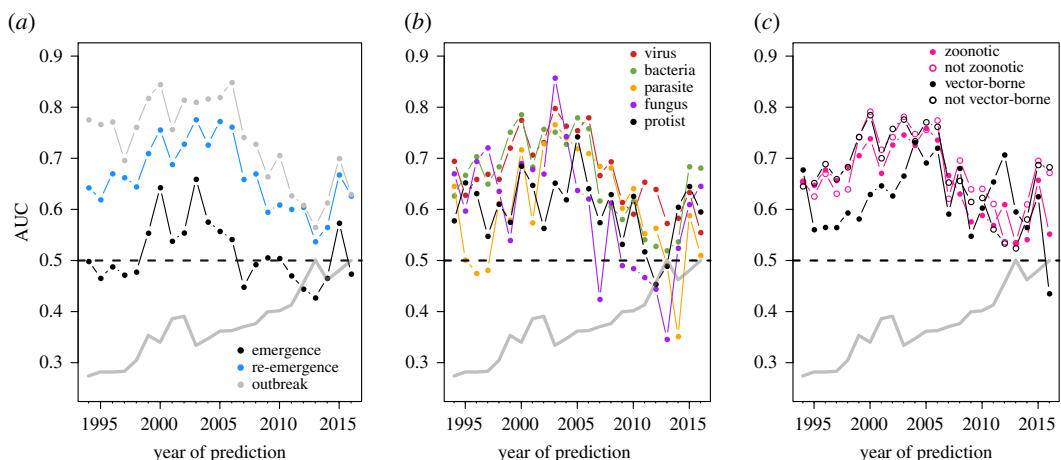 (a)
(b)
(c)
0.9
0.8
0.7
0.6
0.5
0.4
0.3
AUC
emergence
re-emergence
outbreak
1995
2000
2005
2010
2015
year of prediction
0.9
0.8
0.7
0.6
0.5
0.4
0.3
virus
bacteria
parasite
fungus
protist
1995
2000
2005
2010
2015
year of prediction
0.9
0.8
0.7
0.6
0.5
0.4
0.3
zoonotic
not zoonotic
vector-borne
not vector-borne
1995
2000
2005
2010
2015
year of prediction